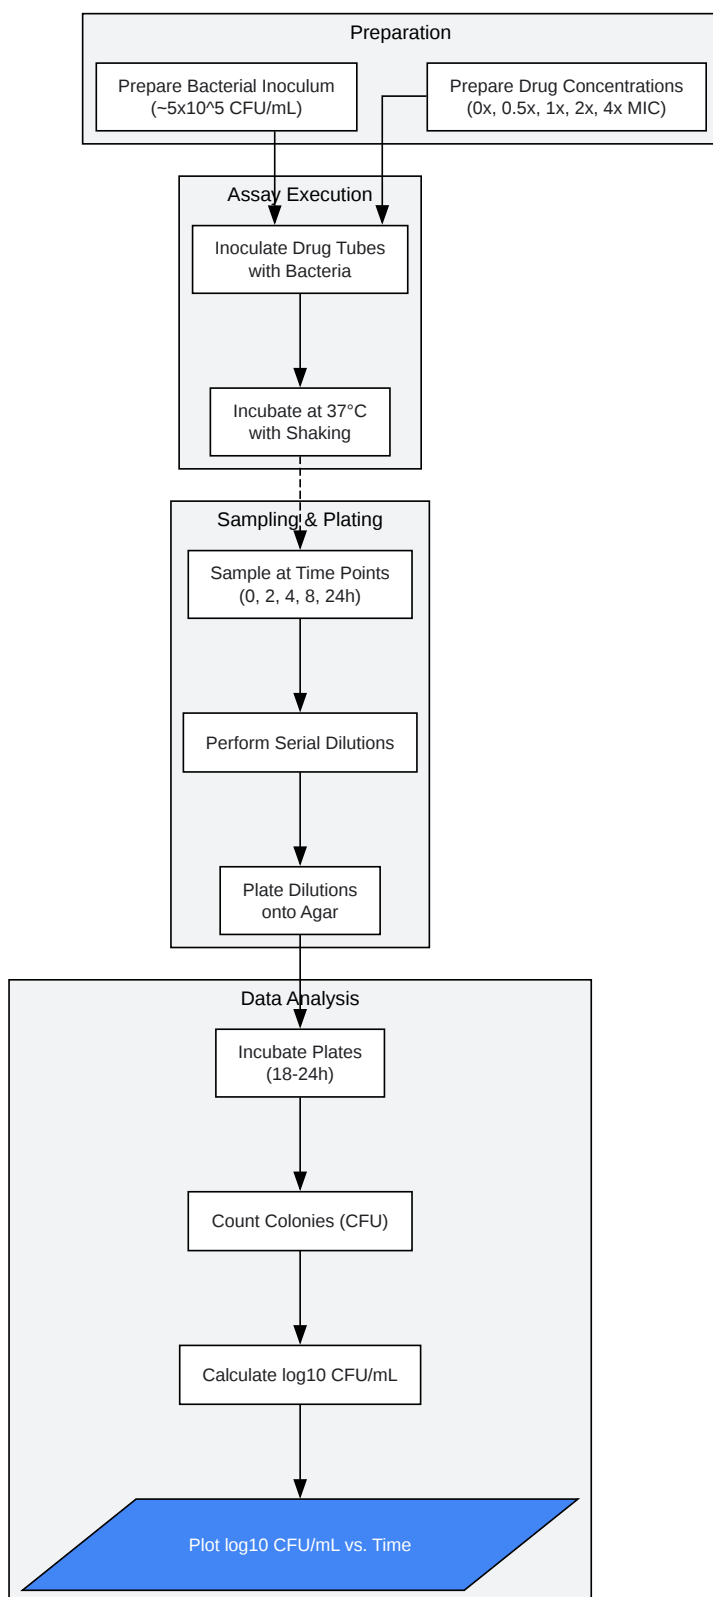 Preparation
Prepare Bacterial Inoculum
(~5x10^5 CFU/mL)
Prepare Drug Concentrations
(0x, 0.5x, 1x, 2x, 4x MIC)
Assay Execution
Inoculate Drug Tubes
with Bacteria
Incubate at 37°C
with Shaking
Sampling & Plating
Sample at Time Points
(0, 2, 4, 8, 24h)
Perform Serial Dilutions
Plate Dilutions
onto Agar
Data Analysis
Incubate Plates
(18-24h)
Count Colonies (CFU)
Calculate log10 CFU/mL
Plot log10 CFU/mL vs. Time